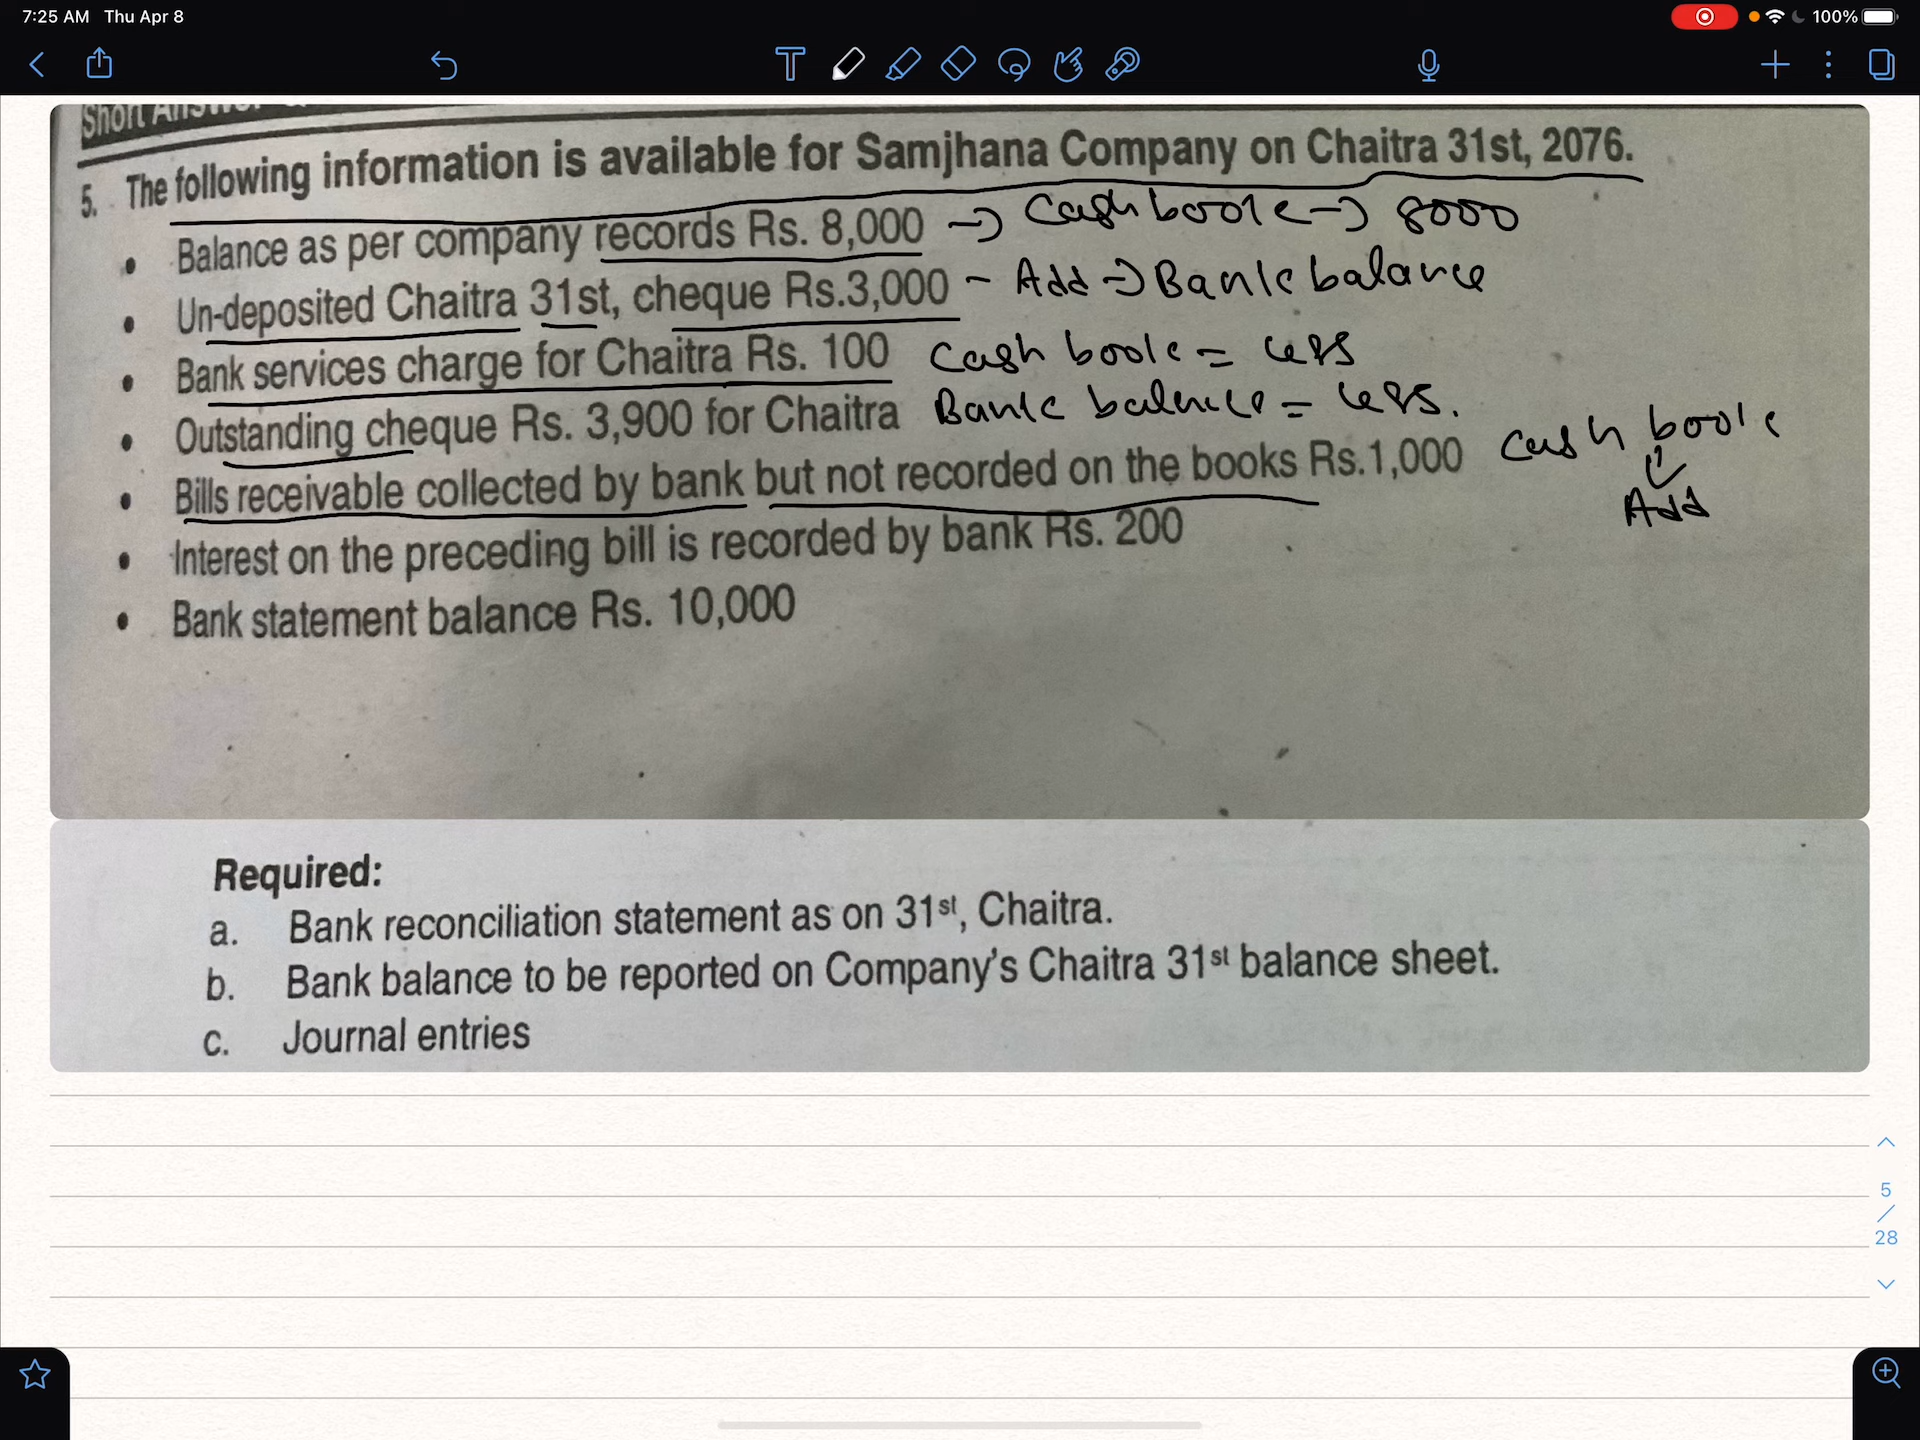 7:25 AM Thu Apr 8
100%
Short
5. The following information is available for Samjhana Company on Chaitra 31st, 2076.
• Balance as per company records Rs. 8,000 → Cash book → 8000
• Un-deposited Chaitra 31st, cheque Rs.3,000 - Add → Bank balance
• Bank services charge for Chaitra Rs. 100 Cash book = less
• Outstanding cheque Rs. 3,900 for Chaitra Bank balance = less.
• Bills receivable collected by bank but not recorded on the books Rs.1,000 Cash book
Add
• Interest on the preceding bill is recorded by bank Rs. 200
• Bank statement balance Rs. 10,000
Required:
a. Bank reconciliation statement as on 31st, Chaitra.
b. Bank balance to be reported on Company's Chaitra 31st balance sheet.
c. Journal entries
5
/
28